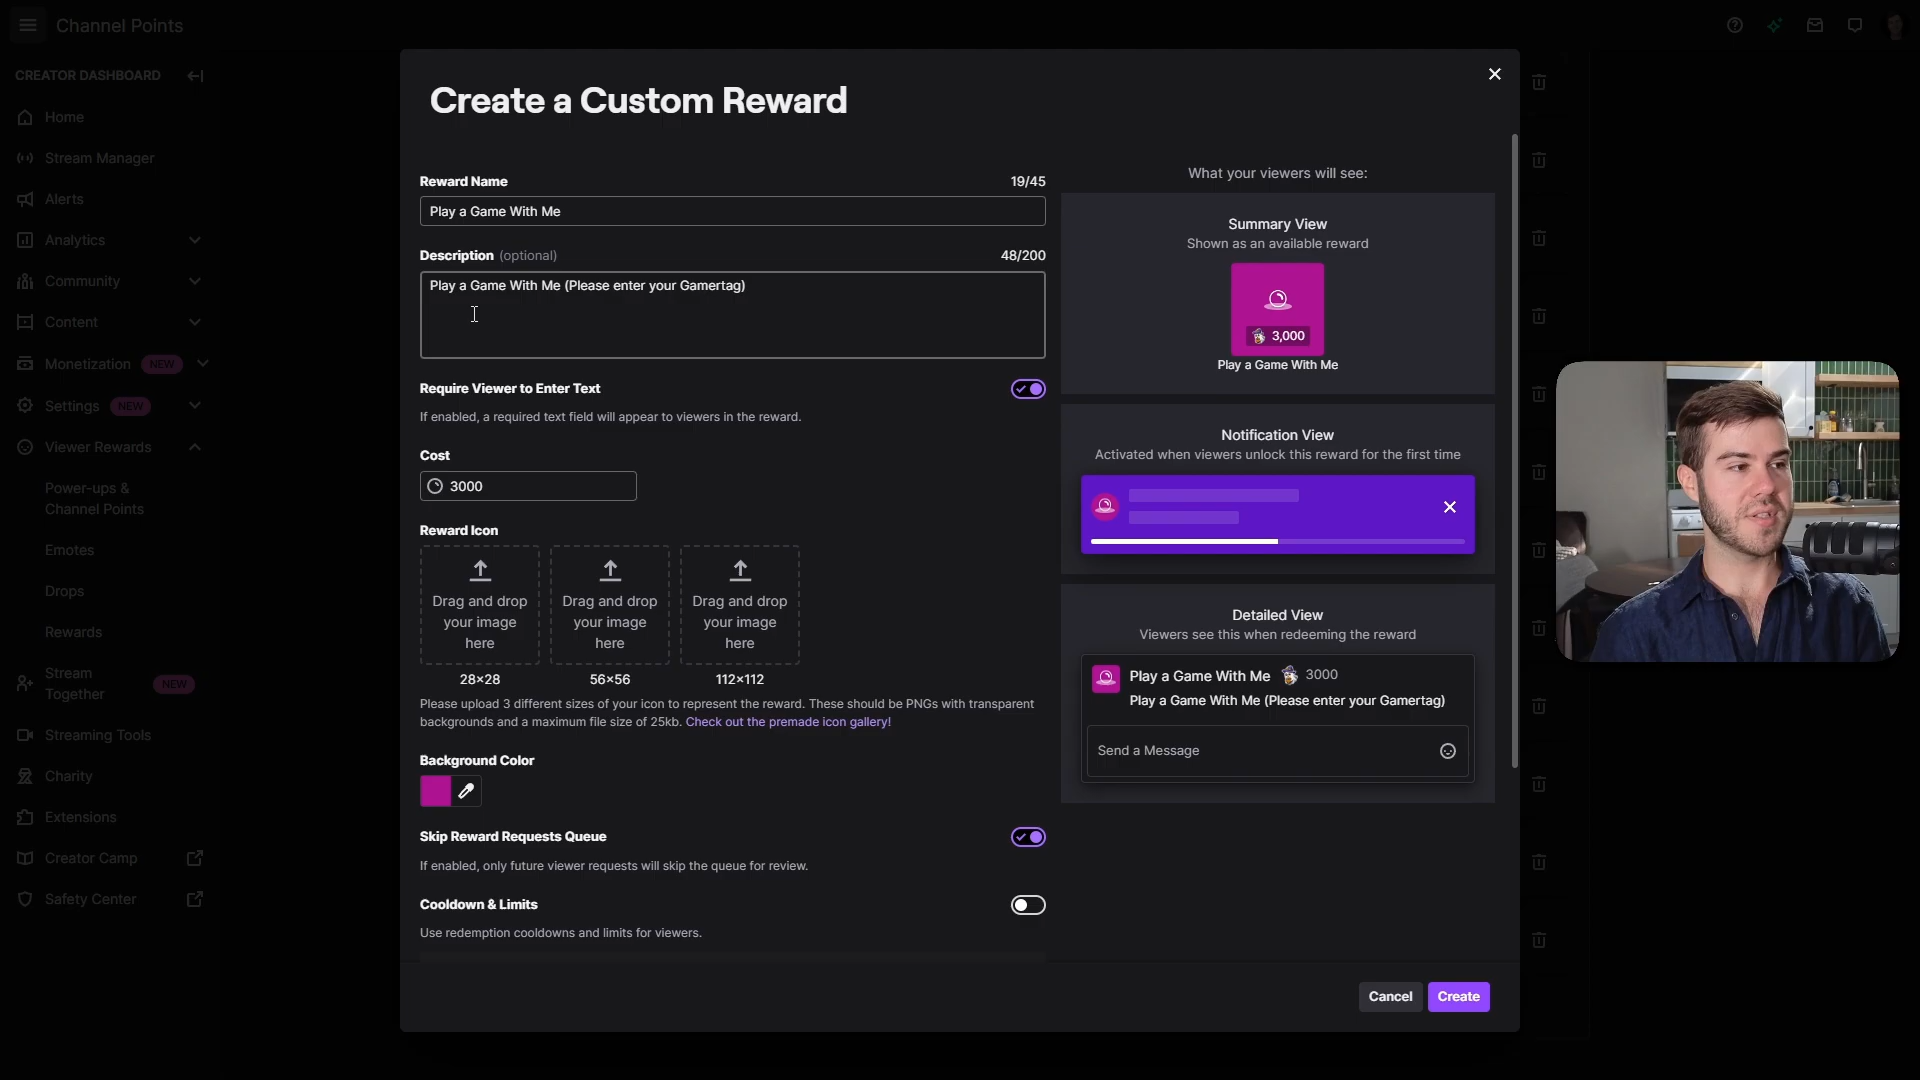 Channel Points
CREATOR DASHBOARD
Home
Stream Manager
Alerts
Analytics
Community
Content
Monetization NEW
Settings NEW
Viewer Rewards
Power-ups &
Channel Points
Emotes
Drops
Rewards
Stream
Together NEW
Streaming Tools
Charity
Extensions
Creator Camp
Safety Center
Create a Custom Reward
Reward Name 19/45
Play a Game With Me
Description (optional) 48/200
Play a Game With Me (Please enter your Gamertag)
Require Viewer to Enter Text
If enabled, a required text field will appear to viewers in the reward.
Cost
3000
Reward Icon
Drag and drop
your image
here
28×28
Drag and drop
your image
here
56×56
Drag and drop
your image
here
112×112
Please upload 3 different sizes of your icon to represent the reward. These should be PNGs with transparent
backgrounds and a maximum file size of 25kb. Check out the premade icon gallery!
Background Color
Skip Reward Requests Queue
If enabled, only future viewer requests will skip the queue for review.
Cooldown & Limits
Use redemption cooldowns and limits for viewers.
What your viewers will see:
Summary View
Shown as an available reward
3,000
Play a Game With Me
Notification View
Activated when viewers unlock this reward for the first time
Detailed View
Viewers see this when redeeming the reward
Play a Game With Me 3000
Play a Game With Me (Please enter your Gamertag)
Send a Message
Cancel
Create